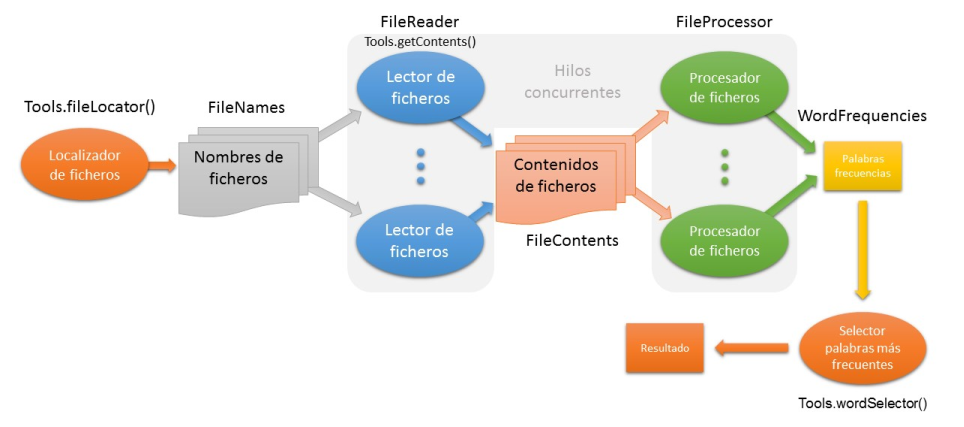 FileReader
Tools.getContents()
FileProcessor
Lector de
ficheros
Hilos
concurrentes
Procesador
de ficheros
Tools.fileLocator()
FileNames
WordFrequencies
Localizador
de ficheros
Nombres de
ficheros
Contenidos
de ficheros
Palabras
frecuencias
Lector de
ficheros
FileContents
Procesador
de ficheros
Resultado
Selector
palabras más
frecuentes
Tools.wordSelector()